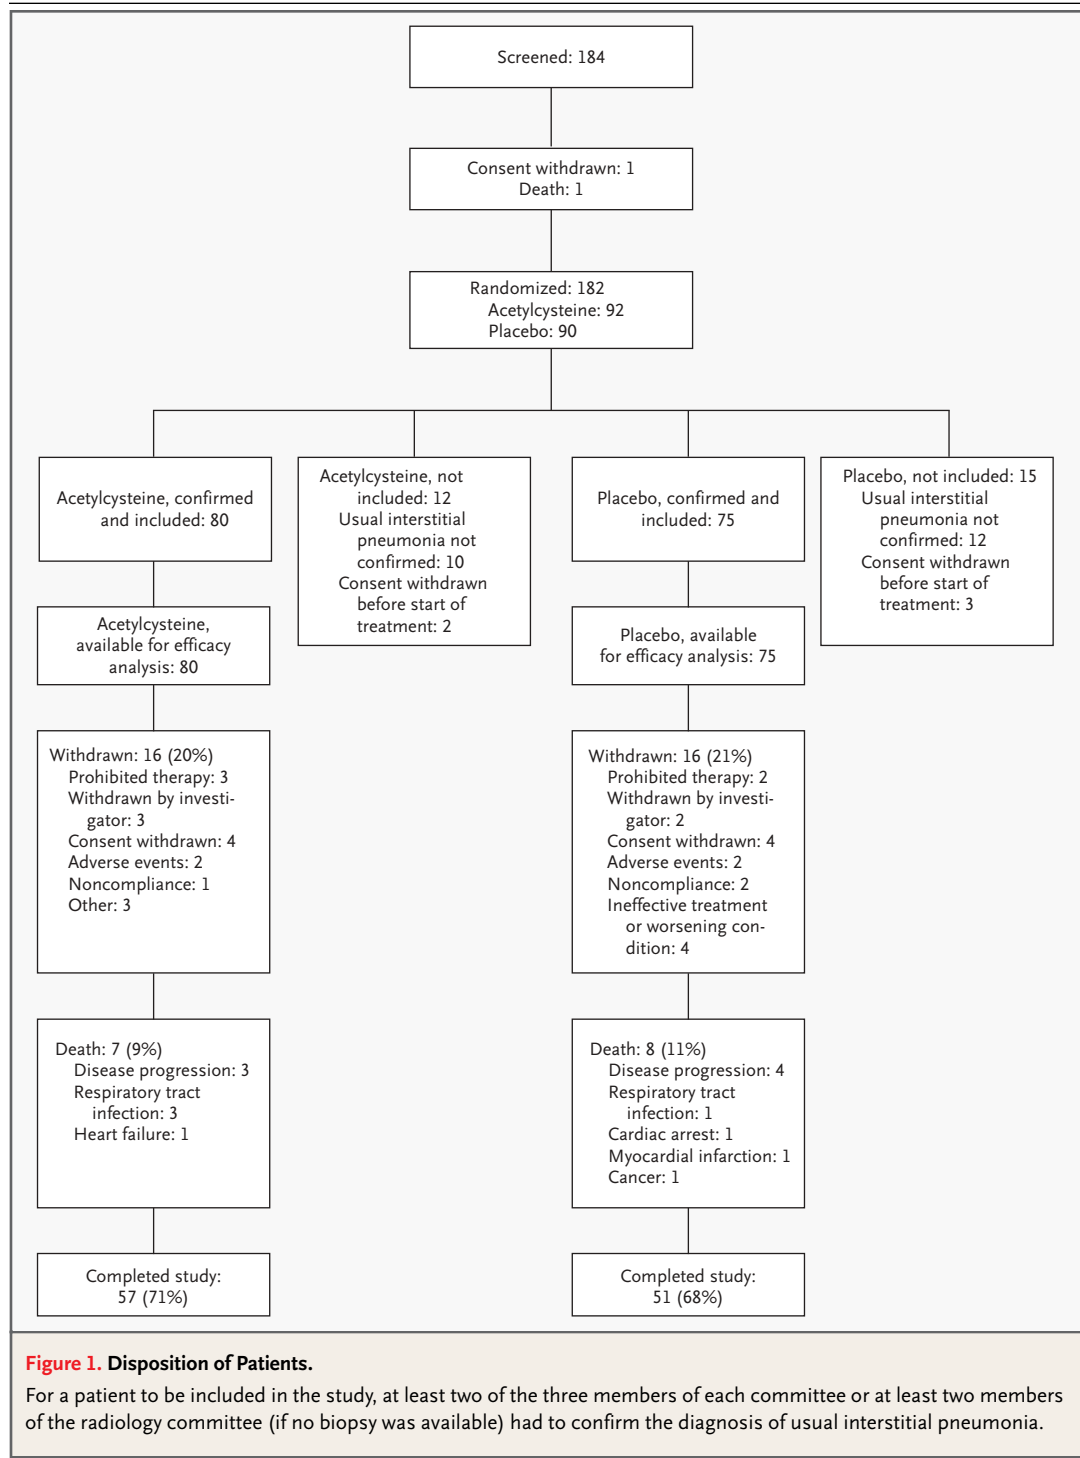 Screened: 184
Consent withdrawn: 1
Death: 1
Randomized: 182
Acetylcysteine: 92
Placebo: 90
Acetylcysteine, confirmed
and included: 80
Acetylcysteine, not
included: 12
Usual interstitial
pneumonia not
confirmed: 10
Consent withdrawn
before start of
treatment: 2
Placebo, confirmed and
included: 75
Placebo, not included: 15
Usual interstitial
pneumonia not
confirmed: 12
Consent withdrawn
before start of
treatment: 3
Acetylcysteine,
available for efficacy
analysis: 80
Placebo, available
for efficacy analysis: 75
Withdrawn: 16 (20%)
Prohibited therapy: 3
Withdrawn by investi-
gator: 3
Consent withdrawn: 4
Adverse events: 2
Noncompliance: 1
Other: 3
Withdrawn: 16 (21%)
Prohibited therapy: 2
Withdrawn by investi-
gator: 2
Consent withdrawn: 4
Adverse events: 2
Noncompliance: 2
Ineffective treatment
or worsening con-
dition: 4
Death: 7 (9%)
Disease progression: 3
Respiratory tract
infection: 3
Heart failure: 1
Death: 8 (11%)
Disease progression: 4
Respiratory tract
infection: 1
Cardiac arrest: 1
Myocardial infarction: 1
Cancer: 1
Completed study:
57 (71%)
Completed study:
51 (68%)
Figure 1. Disposition of Patients.
For a patient to be included in the study, at least two of the three members of each committee or at least two members
of the radiology committee (if no biopsy was available) had to confirm the diagnosis of usual interstitial pneumonia.